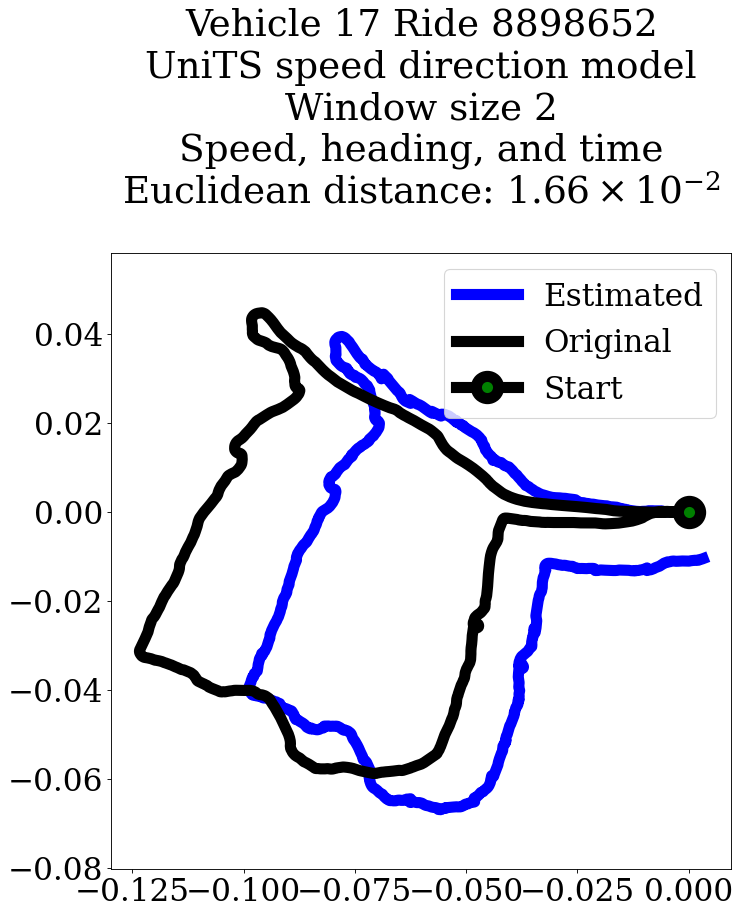 Vehicle 17 Ride 8898652
UniTS speed direction model
Window size 2
Speed, heading, and time
Euclidean distance: 1.66 × 10⁻²
Estimated
Original
Start
0.04
0.02
0.00
−0.02
−0.04
−0.06
−0.08
−0.125 −0.100 −0.075 −0.050 −0.025 0.000